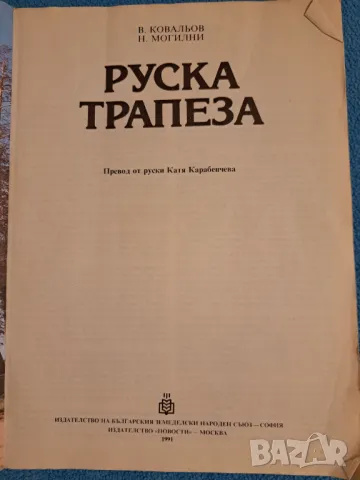 В. КОВАЛЬОВ
Н. МОГИЛНИ
РУСКА
ТРАПЕЗА
Превод от руски Катя Карабенчева
ИЗДАТЕЛСТВО НА БЪЛГАРСКИЯ ЗЕМЕДЕЛСКИ НАРОДЕН СЪЮЗ — СОФИЯ
ИЗДАТЕЛСТВО «НОВОСТИ» — МОСКВА
1991
BAZAR